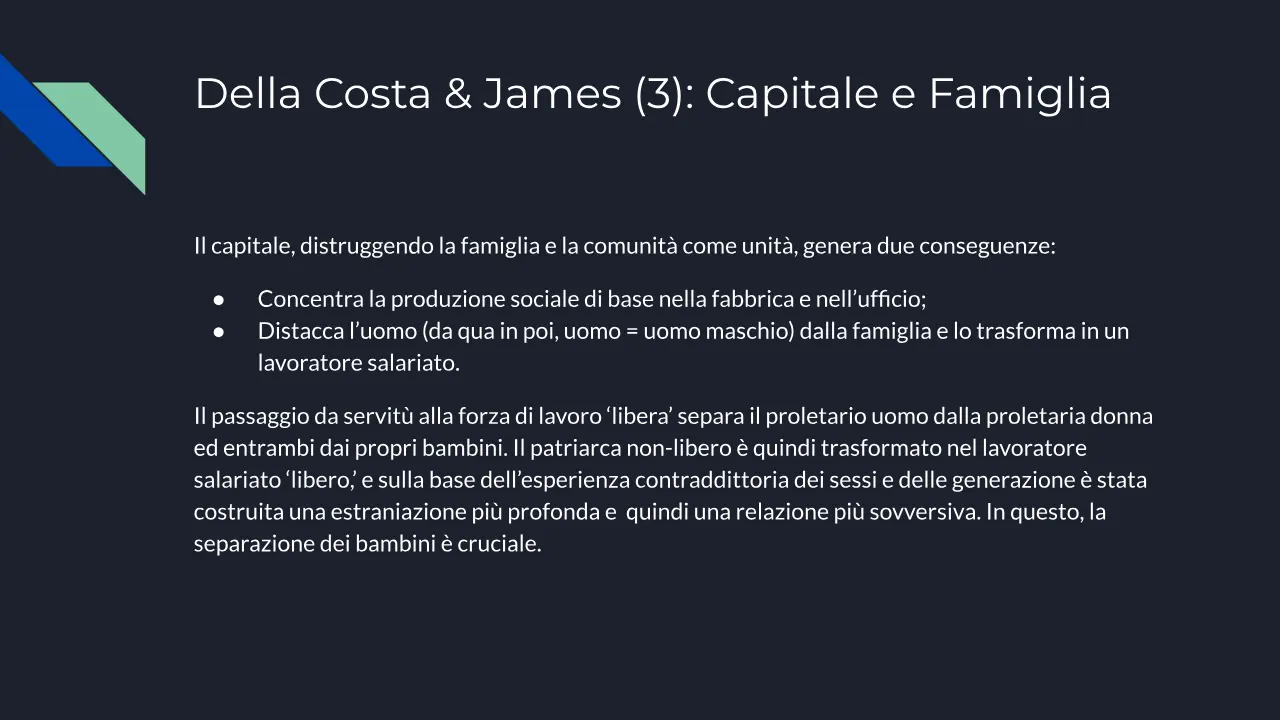 Della Costa & James (3): Capitale e Famiglia
Il capitale, distruggendo la famiglia e la comunità come unità, genera due conseguenze:
● Concentra la produzione sociale di base nella fabbrica e nell’ufficio;
● Distacca l’uomo (da qua in poi, uomo = uomo maschio) dalla famiglia e lo trasforma in un
lavoratore salariato.
Il passaggio da servitù alla forza di lavoro ‘libera’ separa il proletario uomo dalla proletaria donna
ed entrambi dai propri bambini. Il patriarca non-libero è quindi trasformato nel lavoratore
salariato ‘libero,’ e sulla base dell’esperienza contraddittoria dei sessi e delle generazione è stata
costruita una estraniazione più profonda e  quindi una relazione più sovversiva. In questo, la
separazione dei bambini è cruciale.